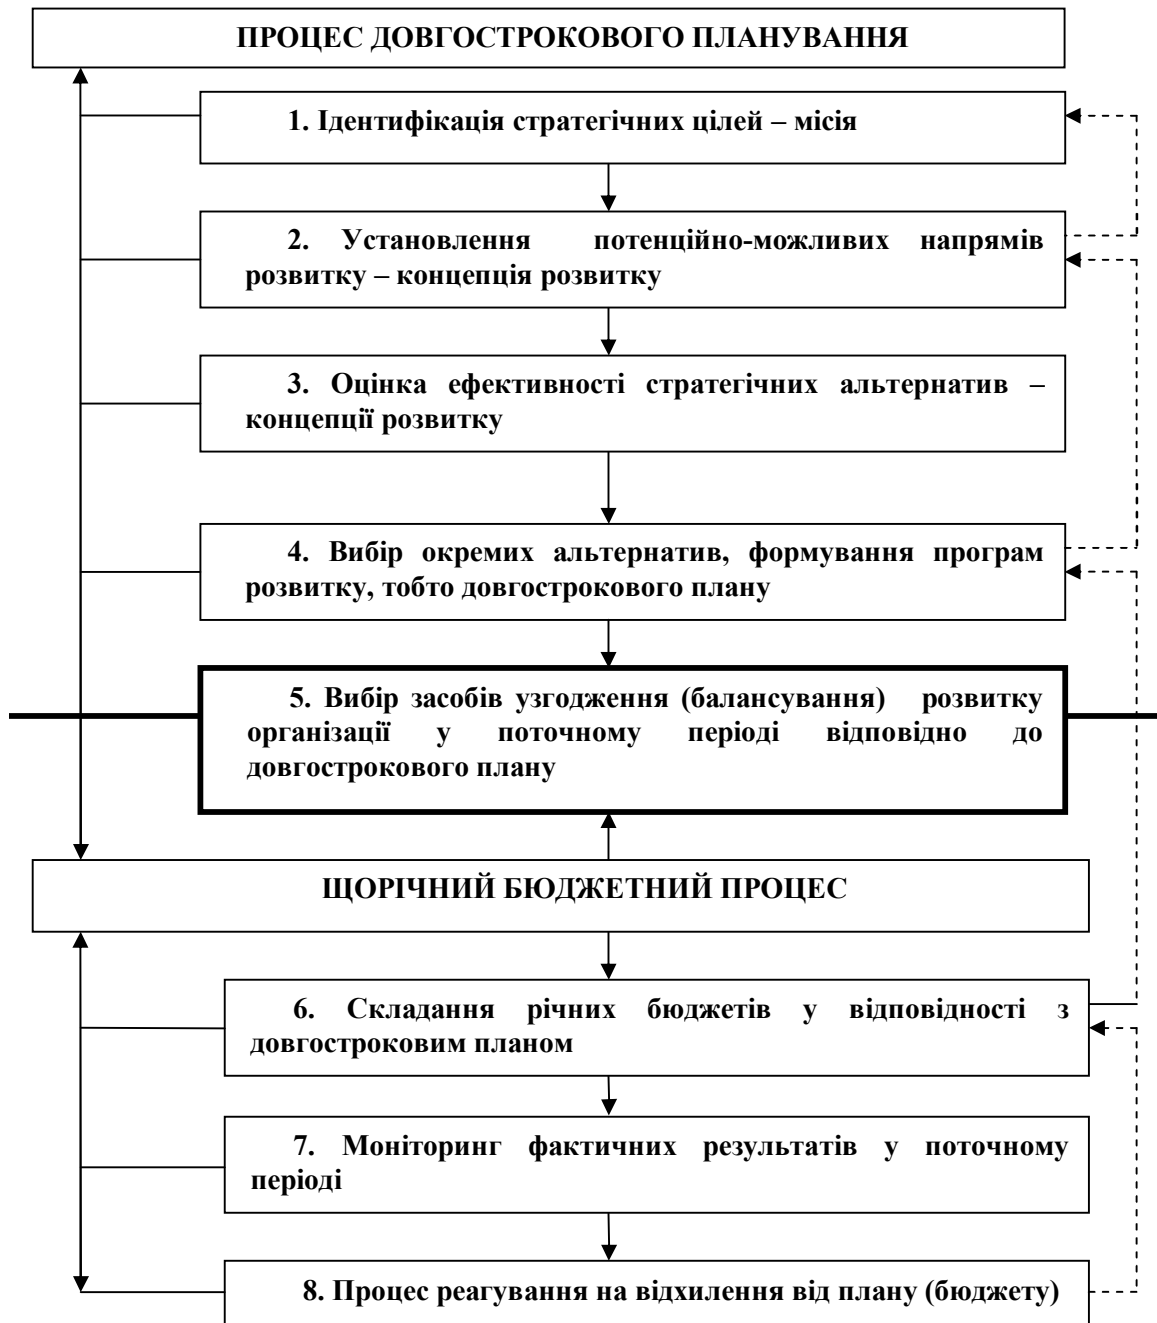 ПРОЦЕС ДОВГОСТРОКОВОГО ПЛАНУВАННЯ
1. Ідентифікація стратегічних цілей – місія
2. Установлення потенційно-можливих напрямів
розвитку – концепція розвитку
3. Оцінка ефективності стратегічних альтернатив –
концепції розвитку
4. Вибір окремих альтернатив, формування програм
розвитку, тобто довгострокового плану
5. Вибір засобів узгодження (балансування) розвитку
організації у поточному періоді відповідно до
довгострокового плану
ЩОРІЧНИЙ БЮДЖЕТНИЙ ПРОЦЕС
6. Складання річних бюджетів у відповідності з
довгостроковим планом
7. Моніторинг фактичних результатів у поточному
періоді
8. Процес реагування на відхилення від плану (бюджету)